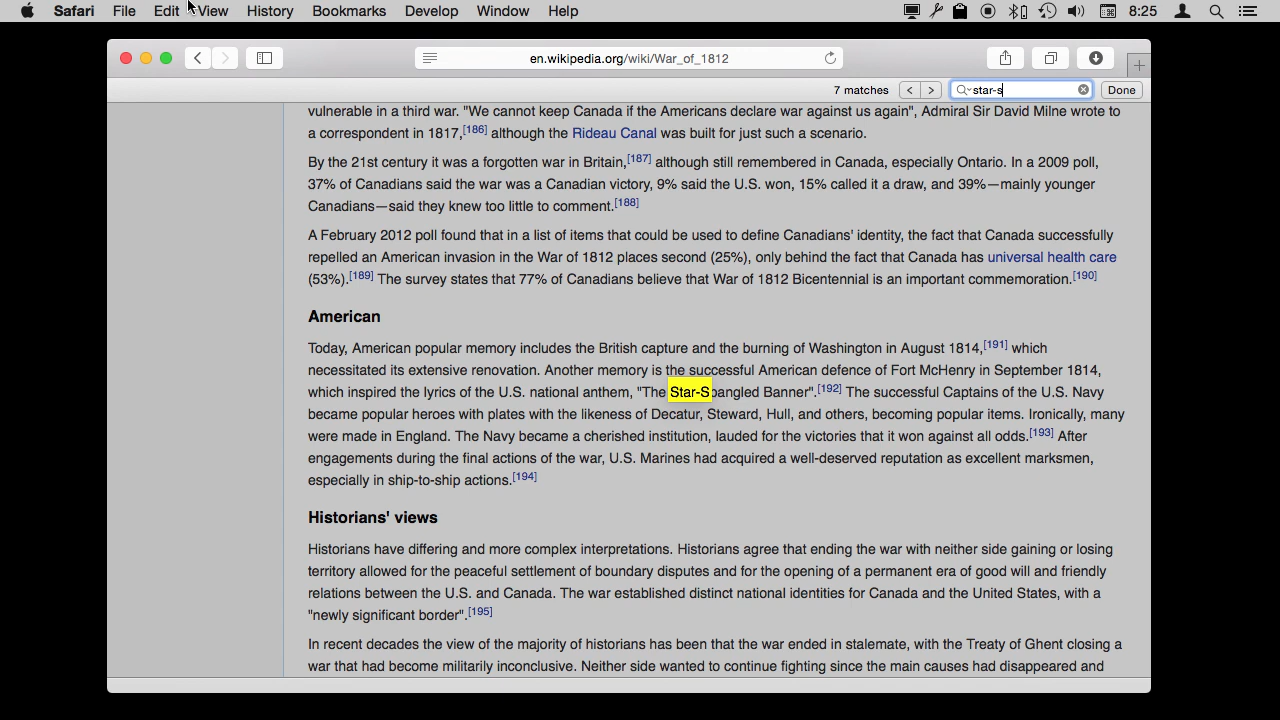 Safari File Edit View History Bookmarks Develop Window Help 8:25
en.wikipedia.org/wiki/War_of_1812
7 matches star-s Done
vulnerable in a third war. "We cannot keep Canada if the Americans declare war against us again", Admiral Sir David Milne wrote to
a correspondent in 1817,[186] although the Rideau Canal was built for just such a scenario.
By the 21st century it was a forgotten war in Britain,[187] although still remembered in Canada, especially Ontario. In a 2009 poll,
37% of Canadians said the war was a Canadian victory, 9% said the U.S. won, 15% called it a draw, and 39%—mainly younger
Canadians—said they knew too little to comment.[188]
A February 2012 poll found that in a list of items that could be used to define Canadians' identity, the fact that Canada successfully
repelled an American invasion in the War of 1812 places second (25%), only behind the fact that Canada has universal health care
(53%).[189] The survey states that 77% of Canadians believe that War of 1812 Bicentennial is an important commemoration.[190]
American
Today, American popular memory includes the British capture and the burning of Washington in August 1814,[191] which
necessitated its extensive renovation. Another memory is the successful American defence of Fort McHenry in September 1814,
which inspired the lyrics of the U.S. national anthem, "The Star-Spangled Banner".[192] The successful Captains of the U.S. Navy
became popular heroes with plates with the likeness of Decatur, Steward, Hull, and others, becoming popular items. Ironically, many
were made in England. The Navy became a cherished institution, lauded for the victories that it won against all odds.[193] After
engagements during the final actions of the war, U.S. Marines had acquired a well-deserved reputation as excellent marksmen,
especially in ship-to-ship actions.[194]
Historians' views
Historians have differing and more complex interpretations. Historians agree that ending the war with neither side gaining or losing
territory allowed for the peaceful settlement of boundary disputes and for the opening of a permanent era of good will and friendly
relations between the U.S. and Canada. The war established distinct national identities for Canada and the United States, with a
"newly significant border".[195]
In recent decades the view of the majority of historians has been that the war ended in stalemate, with the Treaty of Ghent closing a
war that had become militarily inconclusive. Neither side wanted to continue fighting since the main causes had disappeared and